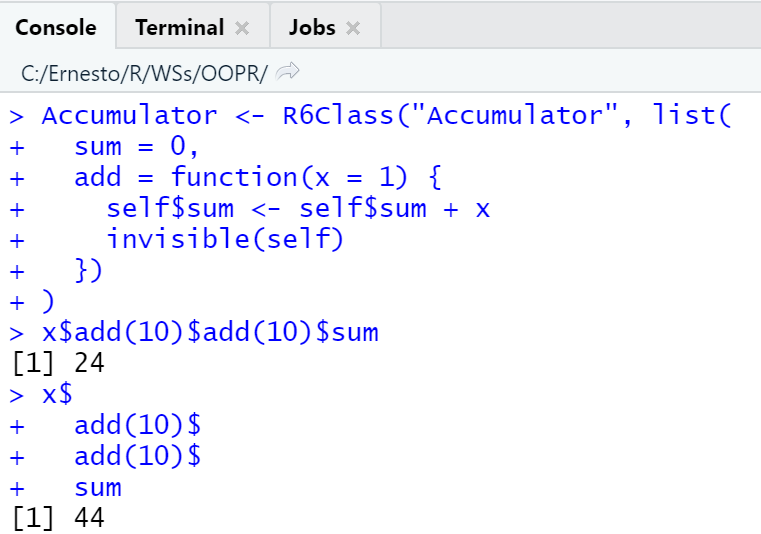 Console Terminal × Jobs ×
C:/Ernesto/R/WSs/OOPR/
> Accumulator <- R6Class("Accumulator", list(
+   sum = 0,
+   add = function(x = 1) {
+     self$sum <- self$sum + x
+     invisible(self)
+   })
+ )
> x$add(10)$add(10)$sum
[1] 24
> x$
+   add(10)$
+   add(10)$
+   sum
[1] 44